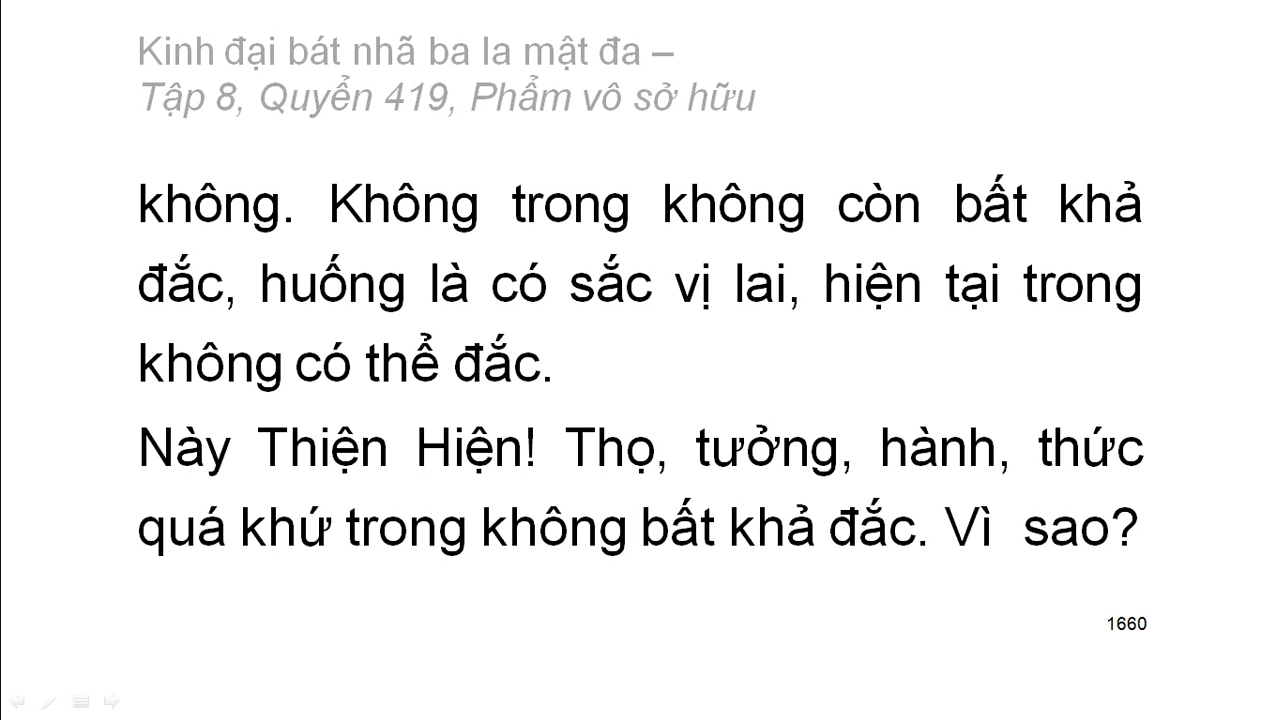 Kinh đại bát nhã ba la mật đa –
Tập 8, Quyển 419, Phẩm vô sở hữu
không. Không trong không còn bất khả
đắc, huống là có sắc vị lai, hiện tại trong
không có thể đắc.
Này Thiện Hiện! Thọ, tưởng, hành, thức
quá khứ trong không bất khả đắc. Vì sao?
1660